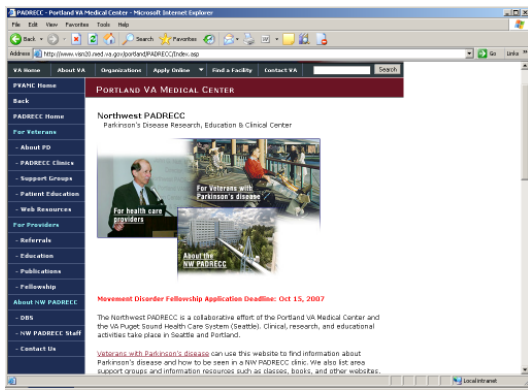 PADRECC - Portland VA Medical Center - Microsoft Internet Explorer
File Edit View Favorites Tools Help
Back Search Favorites
Address http://www.visn20.med.va.gov/portland/PADRECC/Index.asp Go Links
VA Home About VA Organizations Apply Online Find a Facility Contact VA Search
PVAMC Home
PORTLAND VA MEDICAL CENTER
Back
PADRECC Home
Northwest PADRECC
Parkinson's Disease Research, Education & Clinical Center
For Veterans
- About PD
- PADRECC Clinics
- Support Groups
- Patient Education
- Web Resources
For Providers
- Referrals
- Education
- Publications
- Fellowship
About NW PADRECC
- DBS
- NW PADRECC Staff
- Contact Us
For Veterans with
Parkinson's disease
For health care
providers
About the
NW PADRECC
Movement Disorder Fellowship Application Deadline: Oct 15, 2007
The Northwest PADRECC is a collaborative effort of the Portland VA Medical Center and
the VA Puget Sound Health Care System (Seattle). Clinical, research, and educational
activities take place in Seattle and Portland.
Veterans with Parkinson's disease can use this website to find information about
Parkinson's disease and how to be seen in a NW PADRECC clinic. We also list area
support groups and information resources such as classes, books, and other websites.
Local intranet